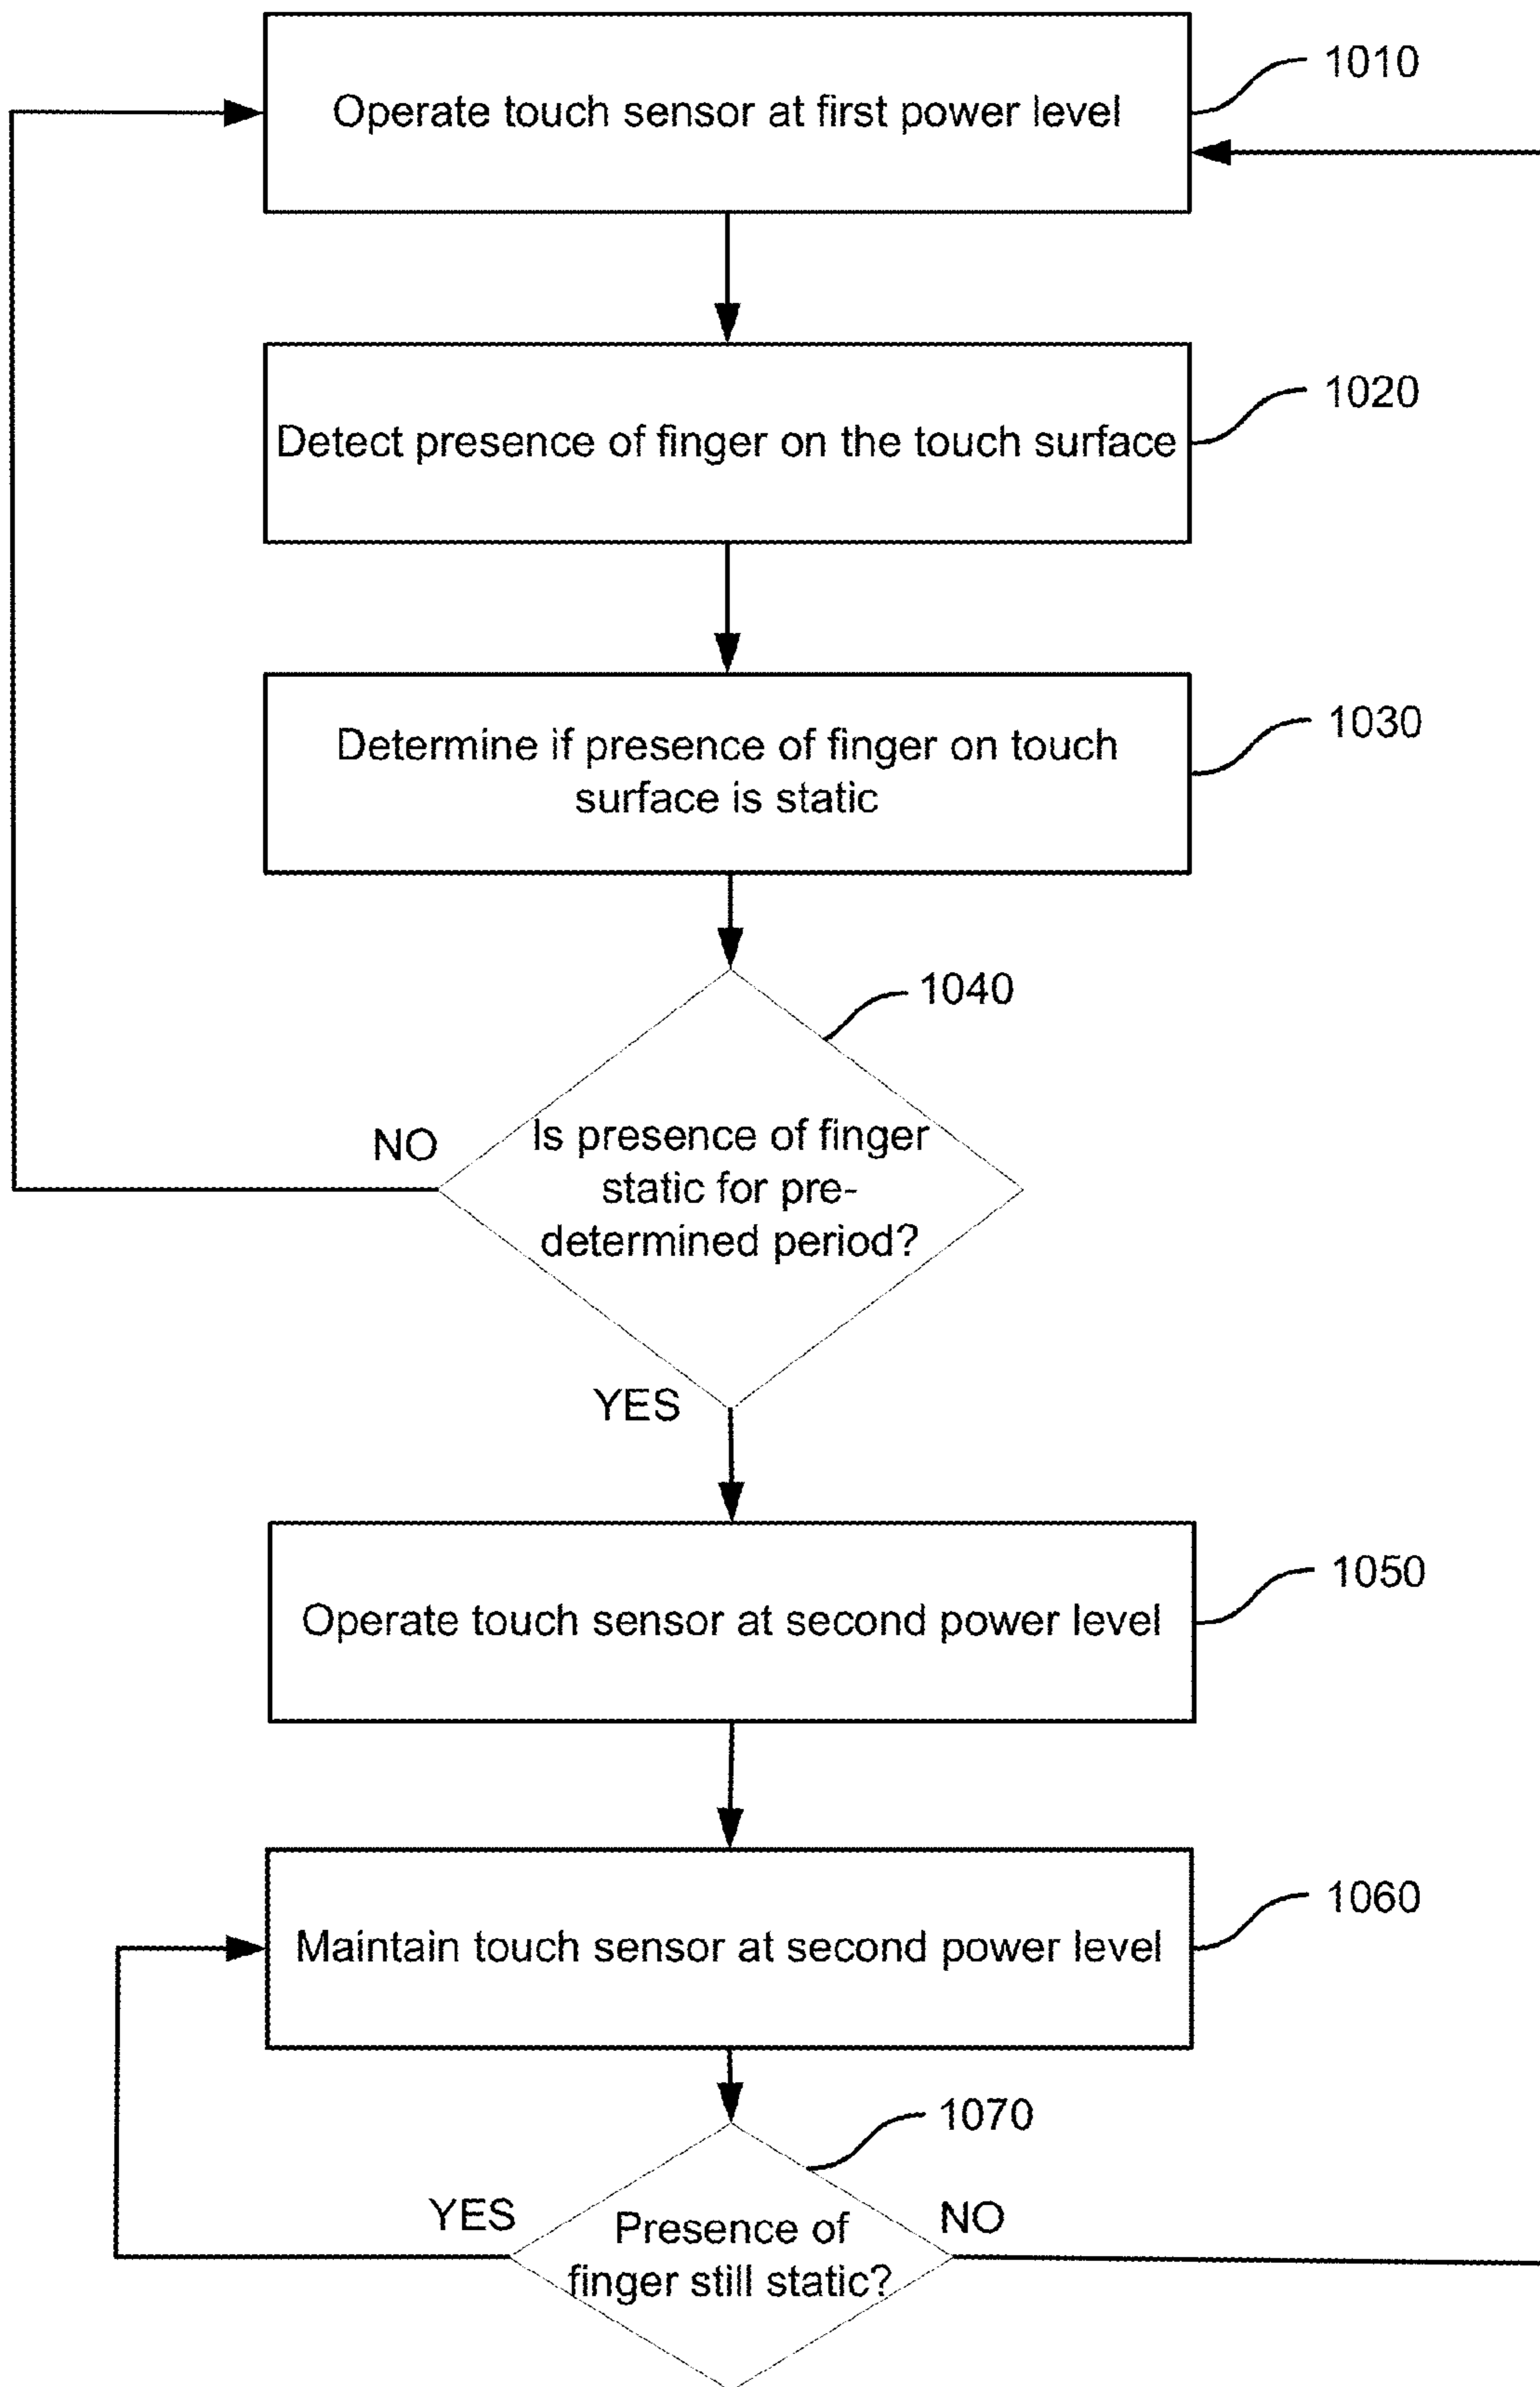 Operate touch sensor at first power level
1010
Detect presence of finger on the touch surface
1020
Determine if presence of finger on touch
surface is static
1030
1040
NO
Is presence of finger
static for pre-
determined period?
YES
Operate touch sensor at second power level
1050
Maintain touch sensor at second power level
1060
1070
YES
Presence of
finger still static?
NO